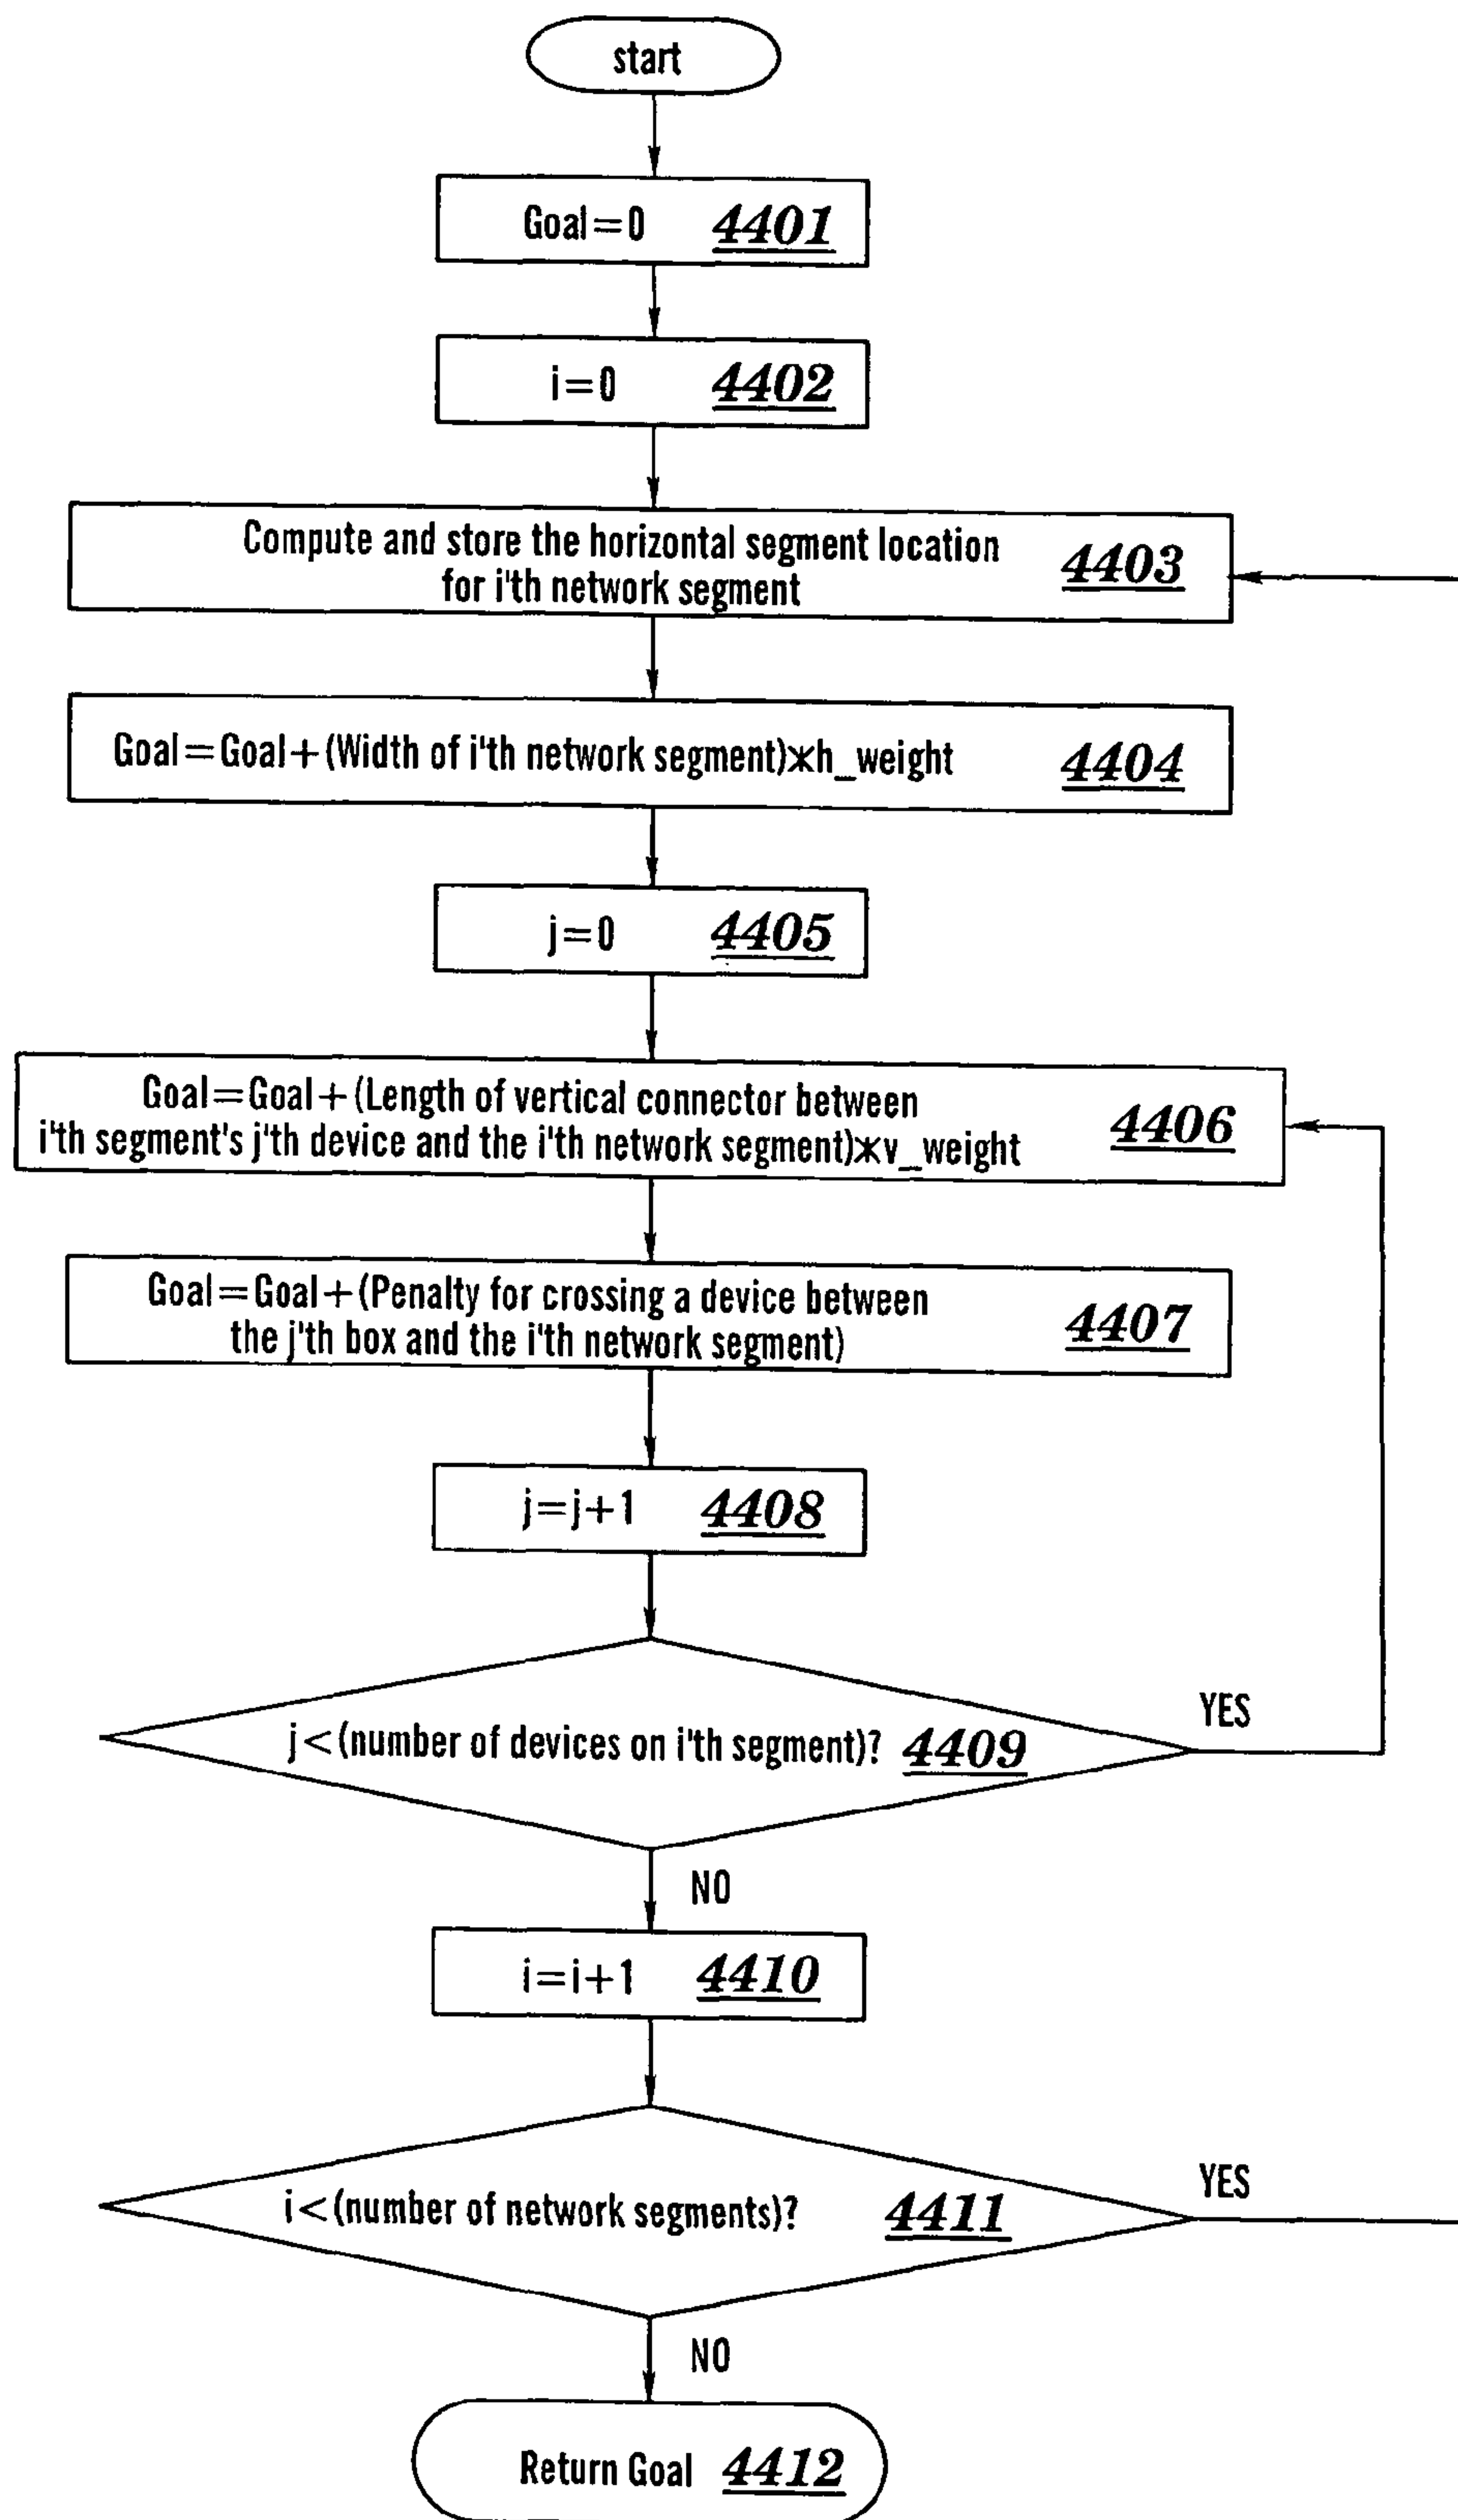 start
Goal=0 4401
i=0 4402
Compute and store the horizontal segment location
for i'th network segment 4403
Goal=Goal+(Width of i'th network segment)*h_weight 4404
j=0 4405
Goal=Goal+(Length of vertical connector between
i'th segment's j'th device and the i'th network segment)*v_weight 4406
Goal=Goal+(Penalty for crossing a device between
the j'th box and the i'th network segment) 4407
j=j+1 4408
j<(number of devices on i'th segment)? 4409
YES
NO
i=i+1 4410
i<(number of network segments)? 4411
YES
NO
Return Goal 4412